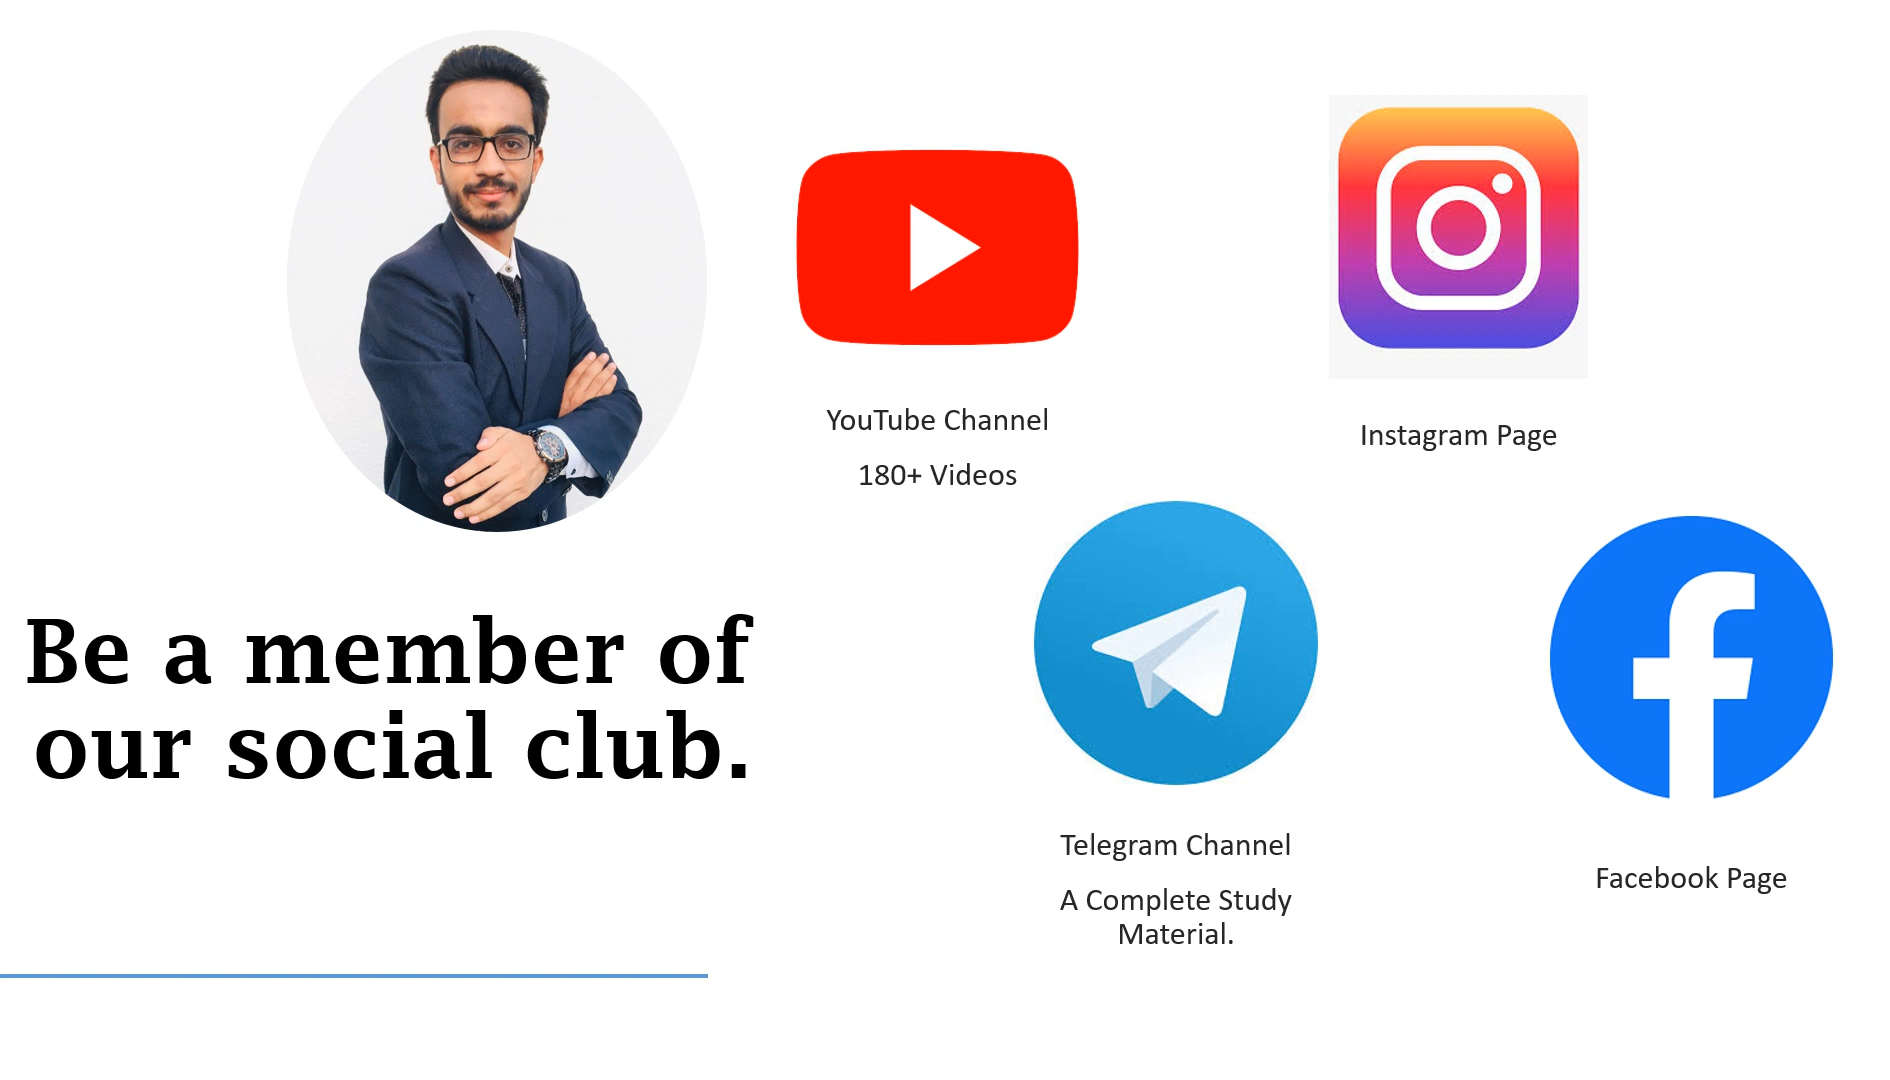 Be a member of
our social club.
YouTube Channel
180+ Videos
Instagram Page
Telegram Channel
A Complete Study
Material.
Facebook Page